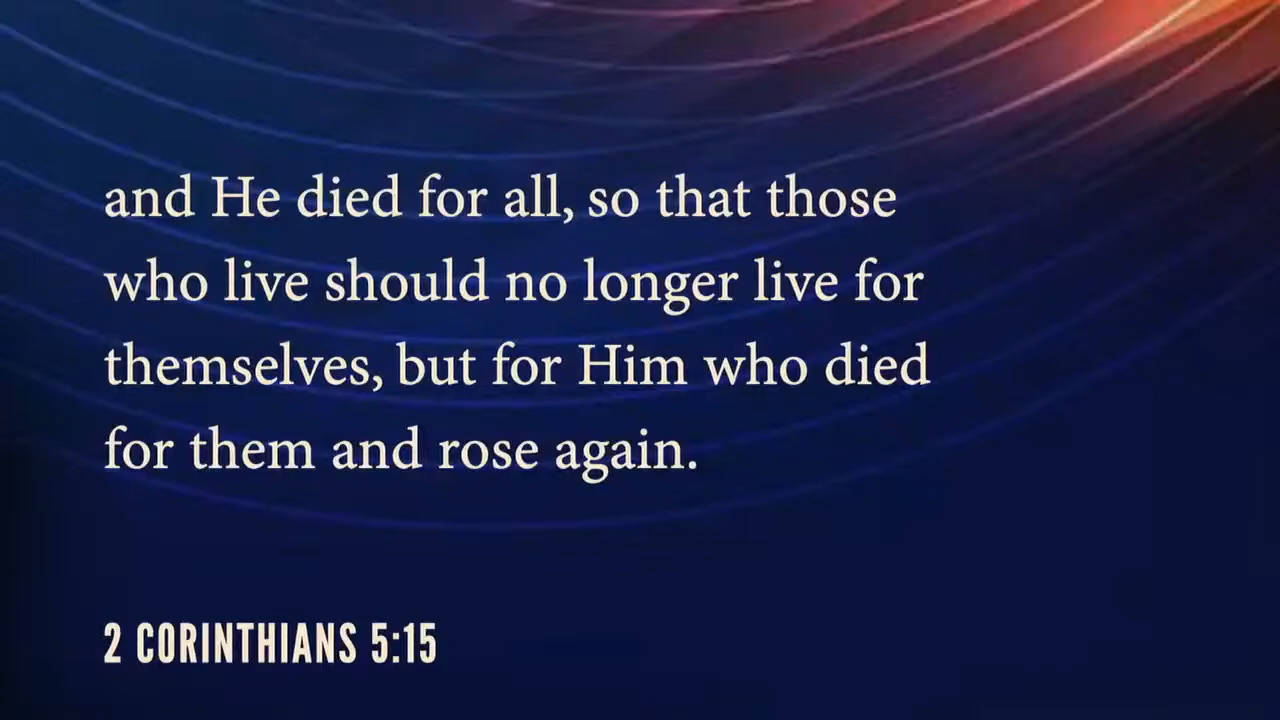 and He died for all, so that those
who live should no longer live for
themselves, but for Him who died
for them and rose again.
2 CORINTHIANS 5:15